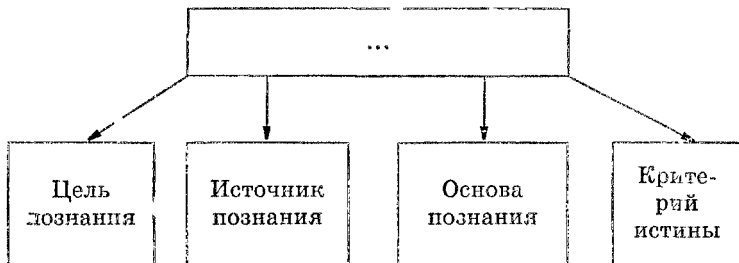 ...
Цель
познания
Источник
познания
Основа
познания
Крите-
рий
истины